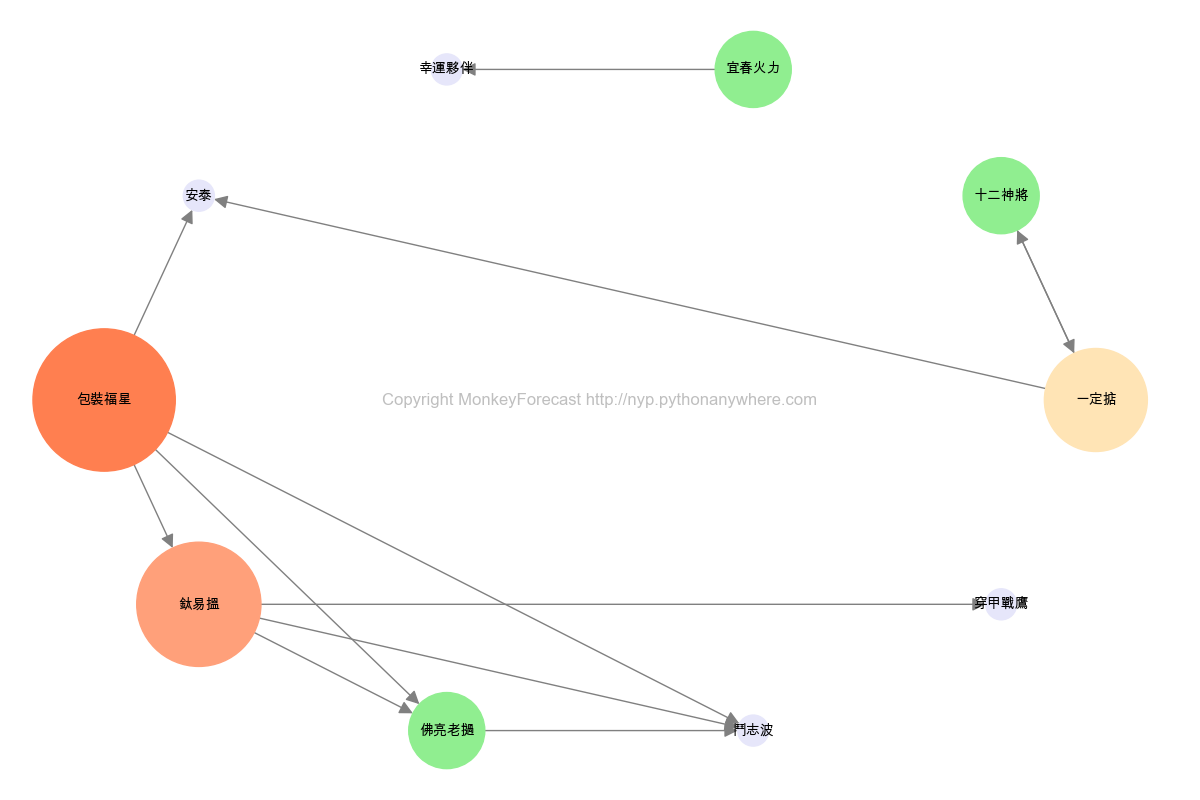 幸運夥伴
宜春火力
安泰
十二神將
包裝福星
Copyright MonkeyForecast http://nyp.pythonanywhere.com
一定掂
鈦易搵
穿甲戰鷹
佛亮老撾
鬥志波